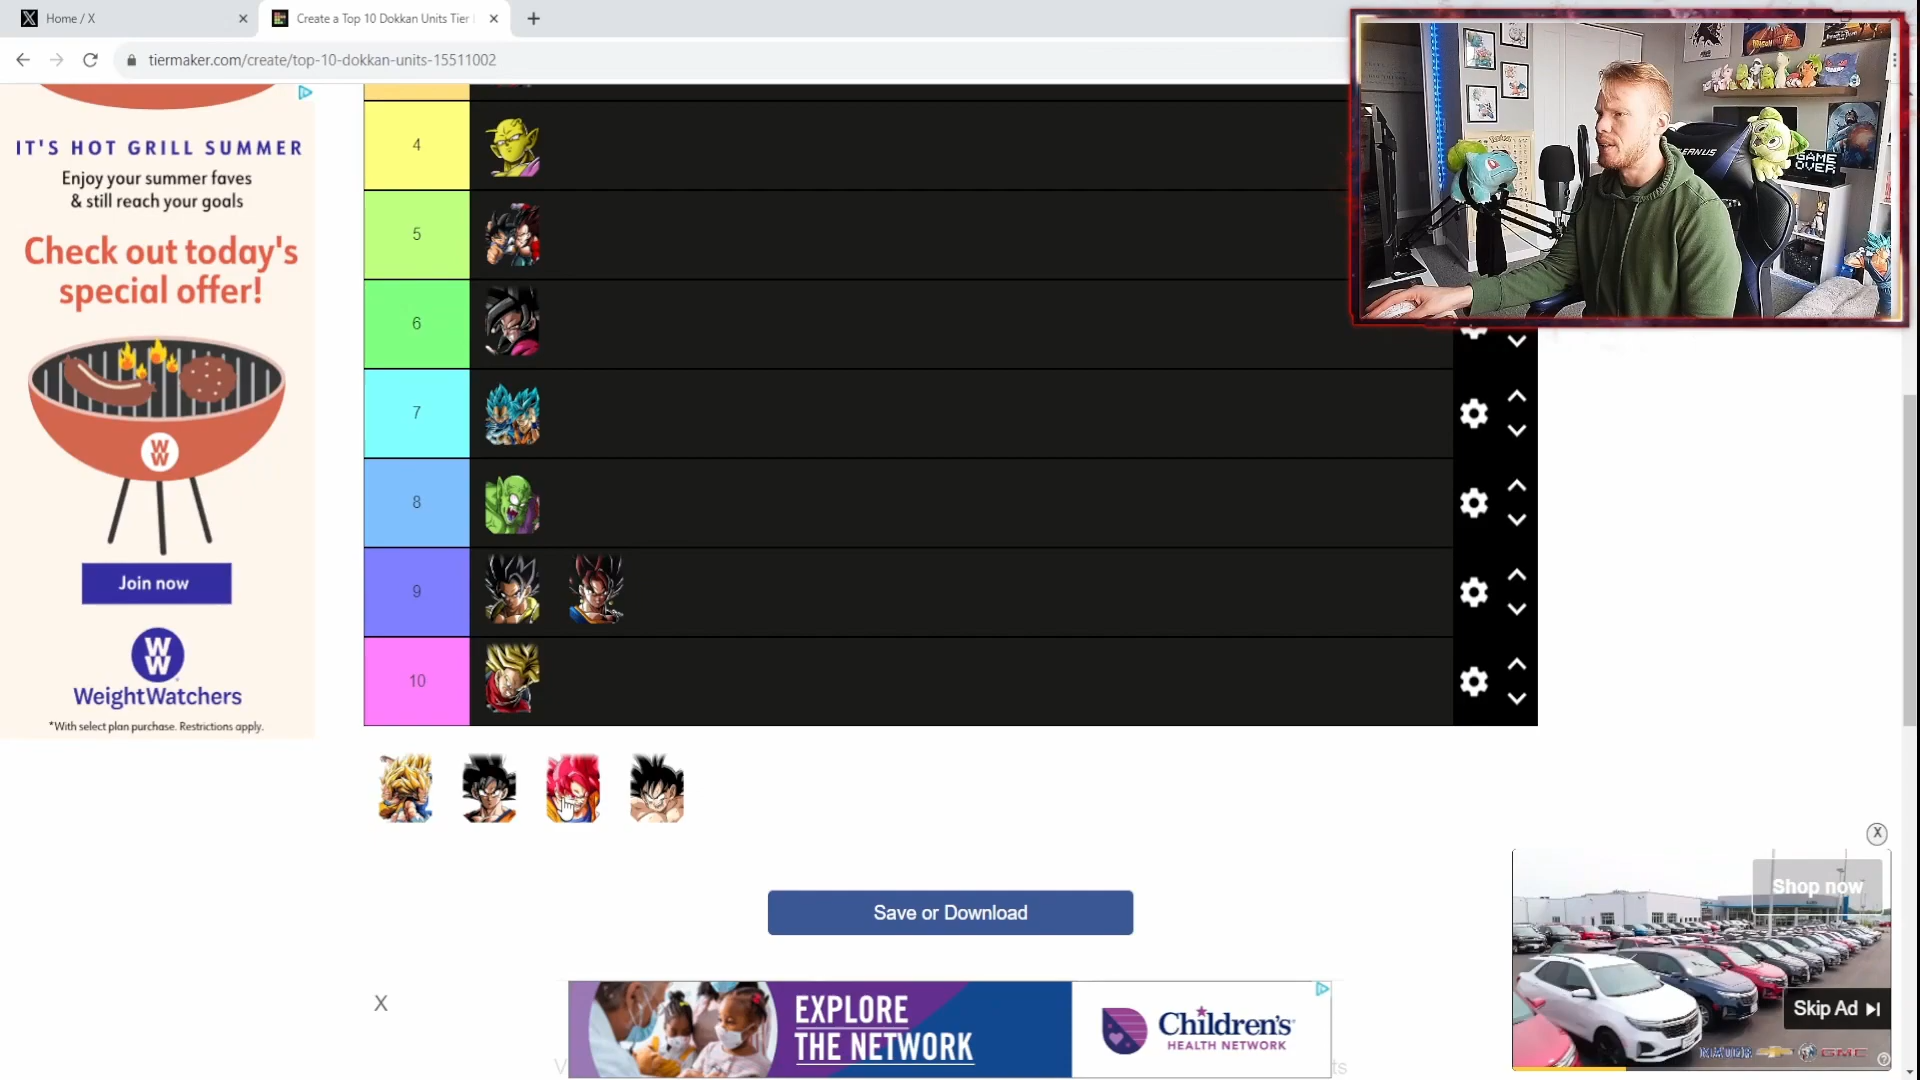 Home / X
Create a Top 10 Dokkan Units Tier
tiermaker.com/create/top-10-dokkan-units-15511002
IT'S HOT GRILL SUMMER
Enjoy your summer faves
& still reach your goals
Check out today's
special offer!
W
W
Join now
W
W
WeightWatchers
*With select plan purchase. Restrictions apply.
4
5
6
7
8
9
10
GAME
OVER
Save or Download
X
EXPLORE
THE NETWORK
Children's
HEALTH NETWORK
X
Shop now
Skip Ad
GMC